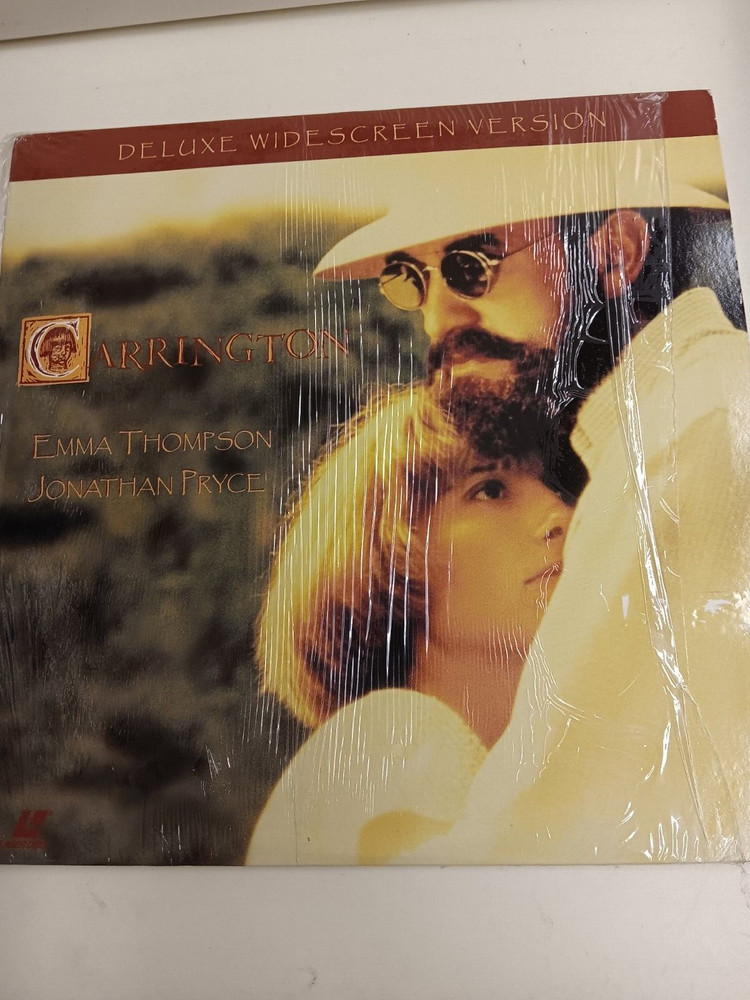 DELUXE WIDESCREEN VERSION
CARRINGTON
EMMA THOMPSON
JONATHAN PRYCE